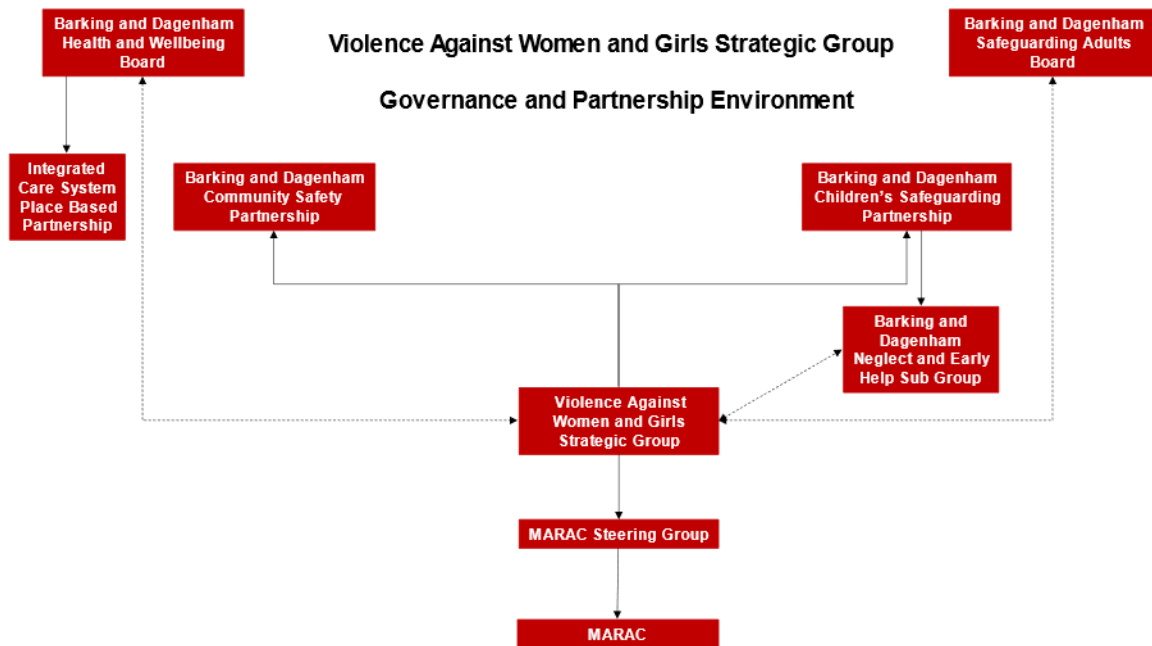 Barking and Dagenham
Health and Wellbeing
Board
Violence Against Women and Girls Strategic Group
Governance and Partnership Environment
Barking and Dagenham
Safeguarding Adults
Board
Integrated
Care System
Place Based
Partnership
Barking and Dagenham
Community Safety
Partnership
Barking and Dagenham
Children's Safeguarding
Partnership
Barking and
Dagenham
Neglect and Early
Help Sub Group
Violence Against
Women and Girls
Strategic Group
MARAC Steering Group
MARAC